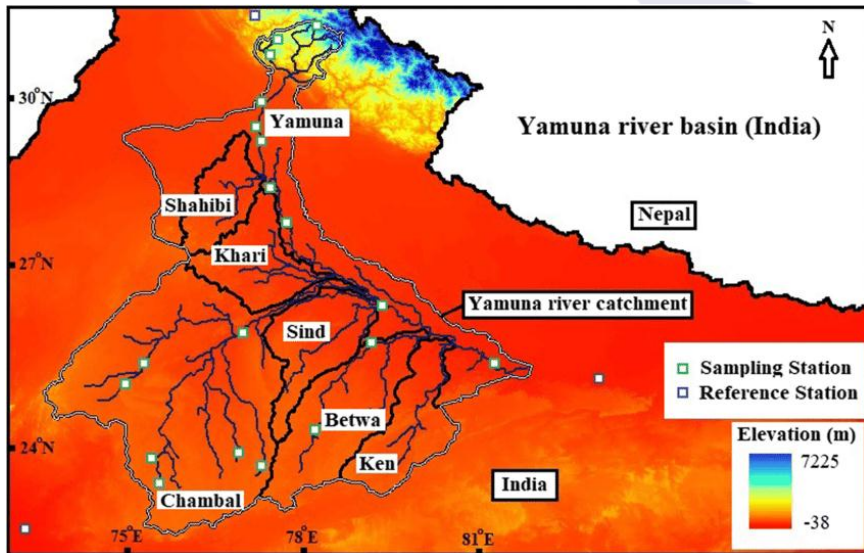 N
30°N
Yamuna
Yamuna river basin (India)
Shahibi
Nepal
Khari
27°N
Yamuna river catchment
Sind
Sampling Station
Reference Station
Betwa
Elevation (m)
24°N
7225
Ken
India
Chambal
-38
75°E
78°E
81°E